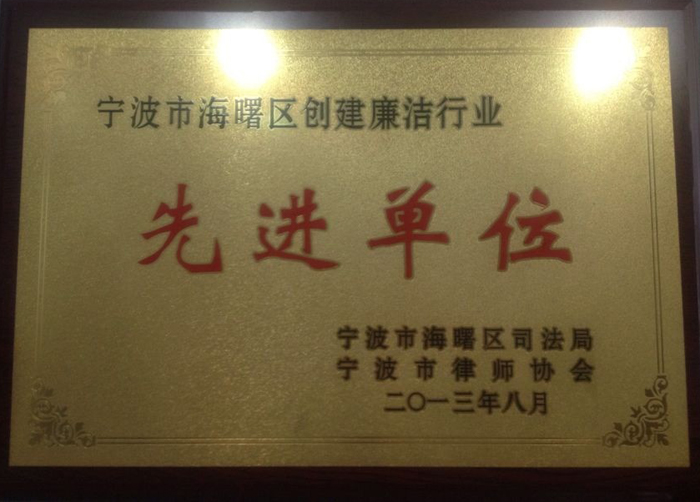 宁波市海曙区创建廉洁行业
先进单位
宁波市海曙区司法局
宁波市律师协会
二〇一三年八月